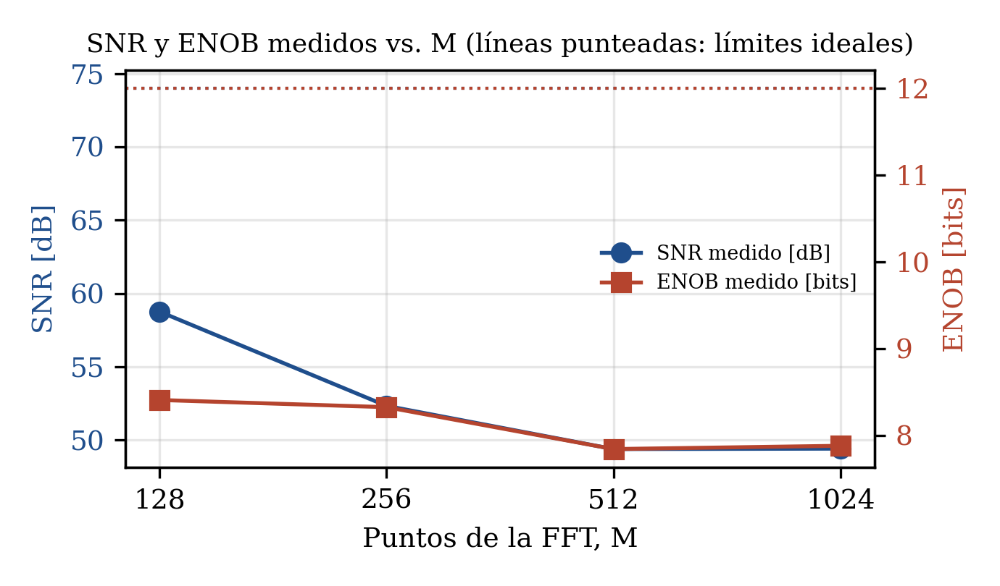 SNR y ENOB medidos vs. M (líneas punteadas: límites ideales)
75
70
65
60
55
50
SNR [dB]
12
11
10
9
8
ENOB [bits]
SNR medido [dB]
ENOB medido [bits]
128 256 512 1024
Puntos de la FFT, M